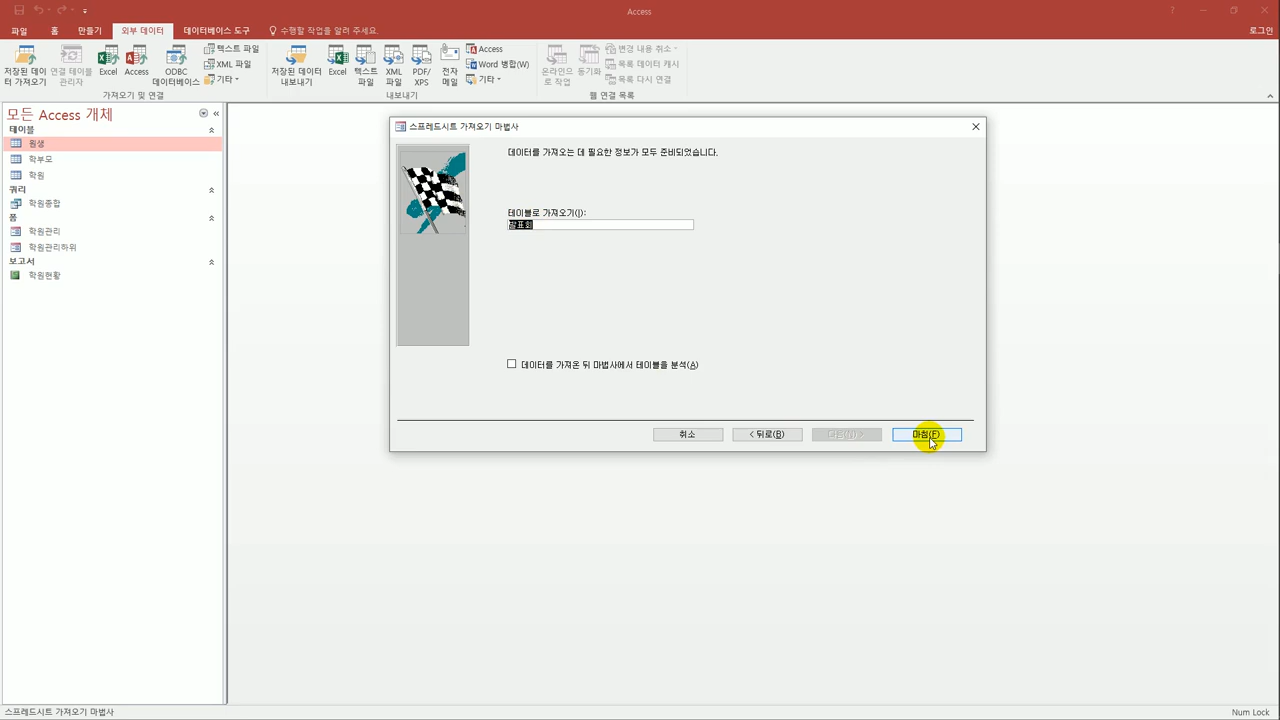 Access
로그인
파일 홈 만들기 외부 데이터 데이터베이스 도구 수행할 작업을 알려 주세요.
저장된 데이터 가져오기
연결 테이블 관리자
Excel
Access
ODBC 데이터베이스
텍스트 파일
XML 파일
기타
가져오기 및 연결
저장된 데이터 내보내기
Excel
텍스트 파일
XML 파일
PDF/XPS
전자 메일
Access
Word 병합(W)
기타
내보내기
온라인으로 작업
동기화
변경 내용 취소
목록 데이터 캐시
목록 다시 연결
웹 연결 목록
모든 Access 개체
테이블
원생
학부모
학원
쿼리
학원종합
폼
학원관리
학원관리하위
보고서
학원현황
스프레드시트 가져오기 마법사
데이터를 가져오는 데 필요한 정보가 모두 준비되었습니다.
테이블로 가져오기(I):
발표회
데이터를 가져온 뒤 마법사에서 테이블을 분석(A)
취소 < 뒤로(B) 다음(N) > 마침(F)
스프레드시트 가져오기 마법사
Num Lock